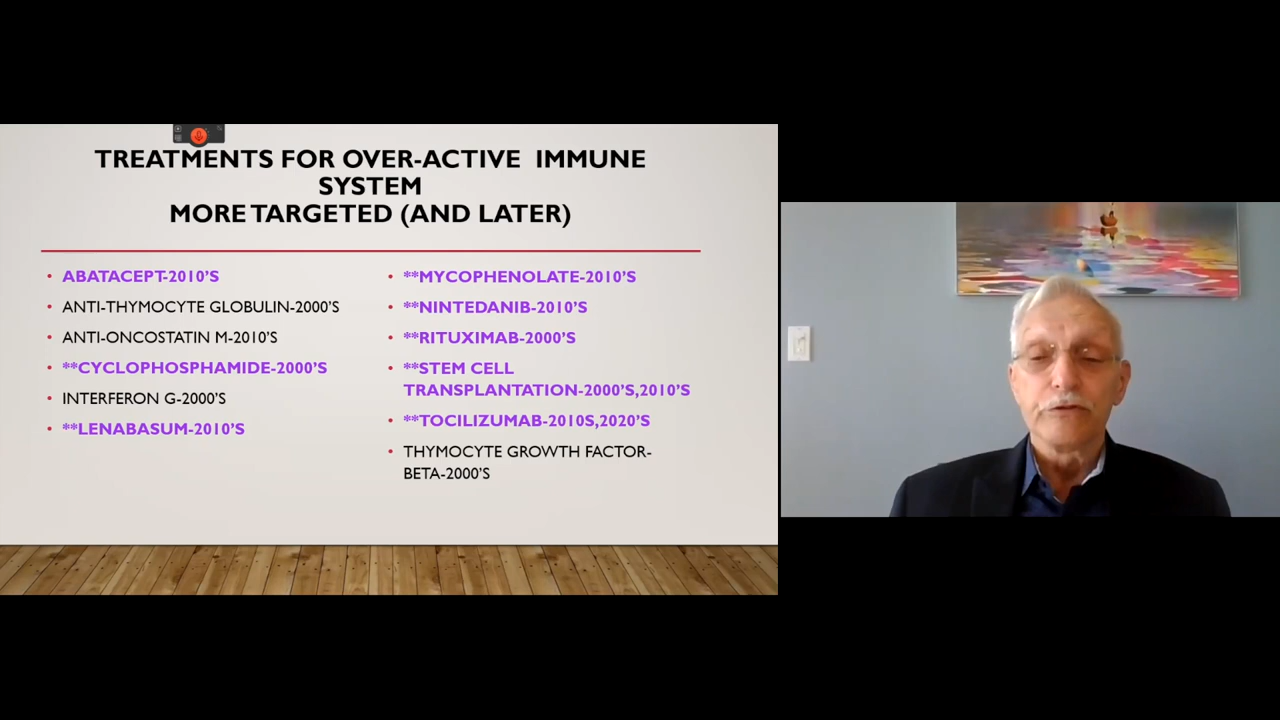 TREATMENTS FOR OVER-ACTIVE IMMUNE
SYSTEM
MORE TARGETED (AND LATER)
• ABATACEPT-2010'S
• ANTI-THYMOCYTE GLOBULIN-2000'S
• ANTI-ONCOSTATIN M-2010'S
• **CYCLOPHOSPHAMIDE-2000'S
• INTERFERON G-2000'S
• **LENABASUM-2010'S
• **MYCOPHENOLATE-2010'S
• **NINTEDANIB-2010'S
• **RITUXIMAB-2000'S
• **STEM CELL
TRANSPLANTATION-2000'S,2010'S
• **TOCILIZUMAB-2010S,2020'S
• THYMOCYTE GROWTH FACTOR-
BETA-2000'S